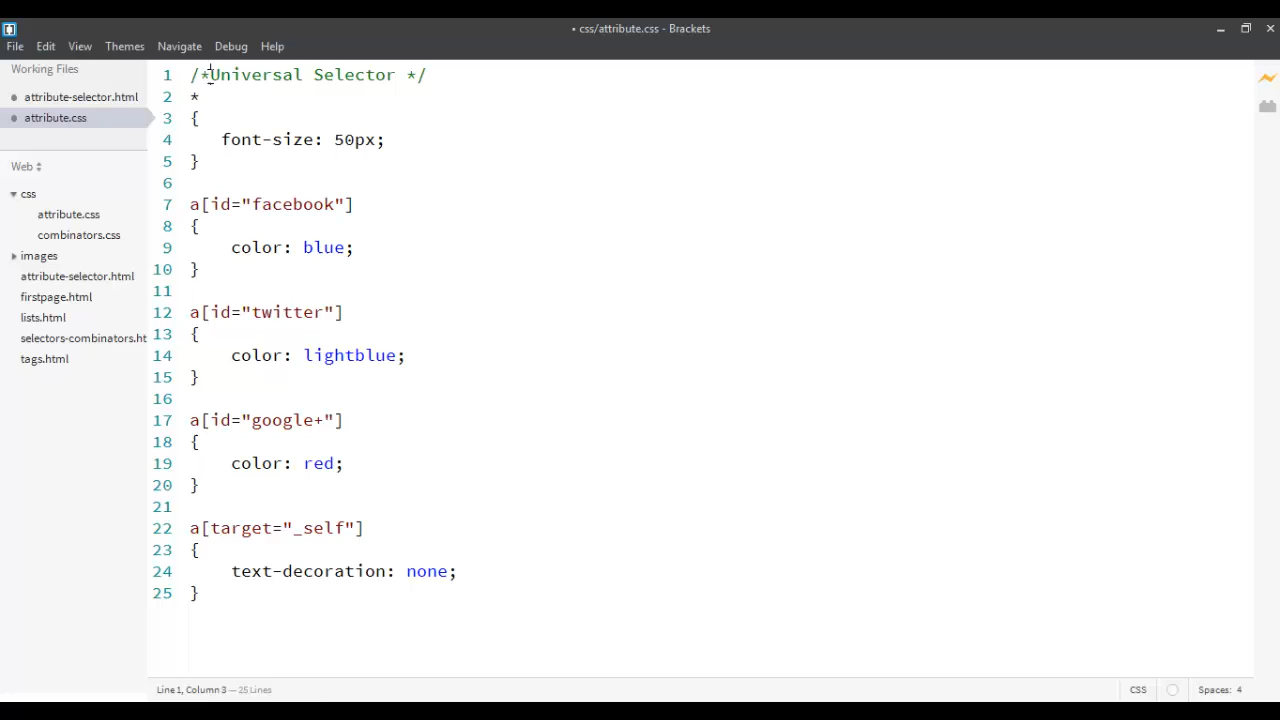 • css/attribute.css - Brackets
File Edit View Themes Navigate Debug Help
Working Files
attribute-selector.html
attribute.css
Web
css
attribute.css
combinators.css
images
attribute-selector.html
firstpage.html
lists.html
selectors-combinators.ht
tags.html
1 /*Universal Selector */
2 *
3 {
4 font-size: 50px;
5 }
6
7 a[id="facebook"]
8 {
9 color: blue;
10 }
11
12 a[id="twitter"]
13 {
14 color: lightblue;
15 }
16
17 a[id="google+"]
18 {
19 color: red;
20 }
21
22 a[target="_self"]
23 {
24 text-decoration: none;
25 }
Line 1, Column 3 — 25 Lines
CSS Spaces: 4